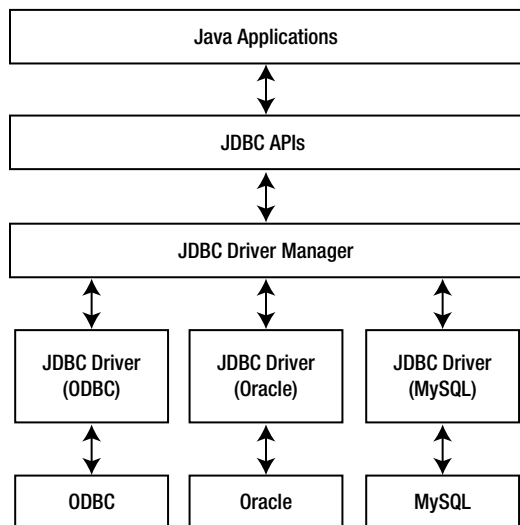 Java Applications
JDBC APIs
JDBC Driver Manager
JDBC Driver
(ODBC)
JDBC Driver
(Oracle)
JDBC Driver
(MySQL)
ODBC
Oracle
MySQL